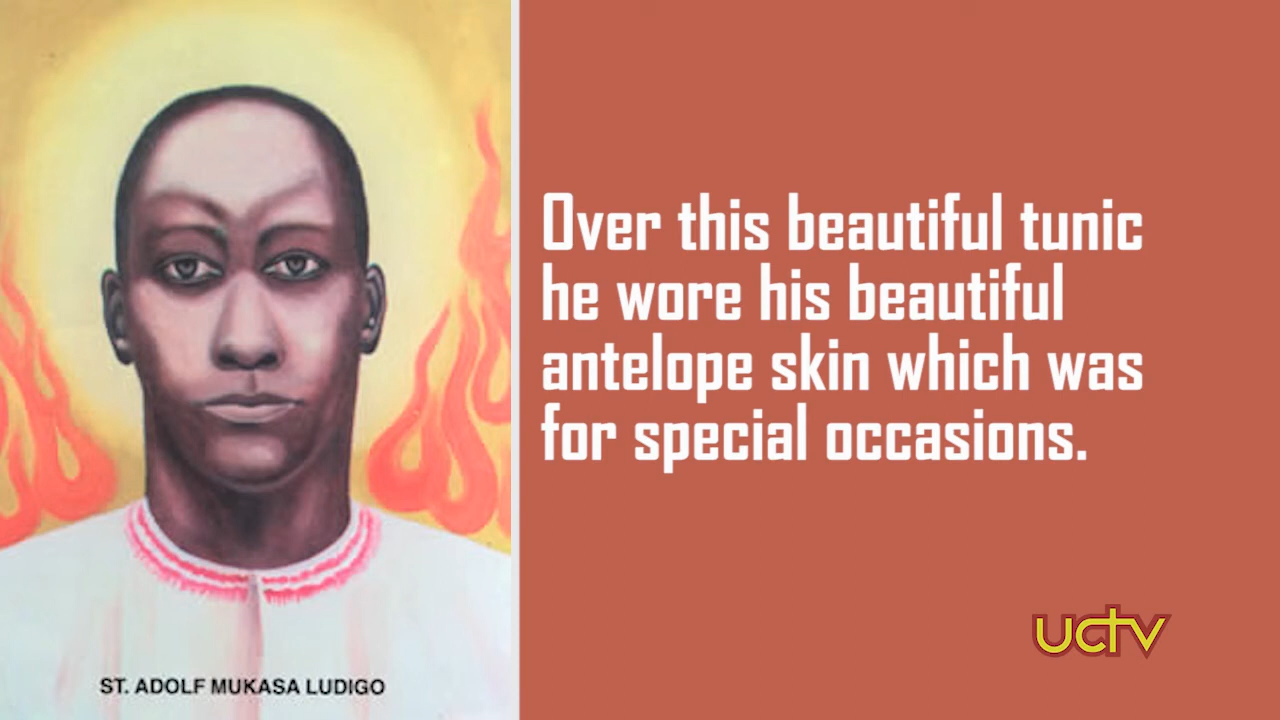 ST. ADOLF MUKASA LUDIGO
Over this beautiful tunic
he wore his beautiful
antelope skin which was
for special occasions.
uctv